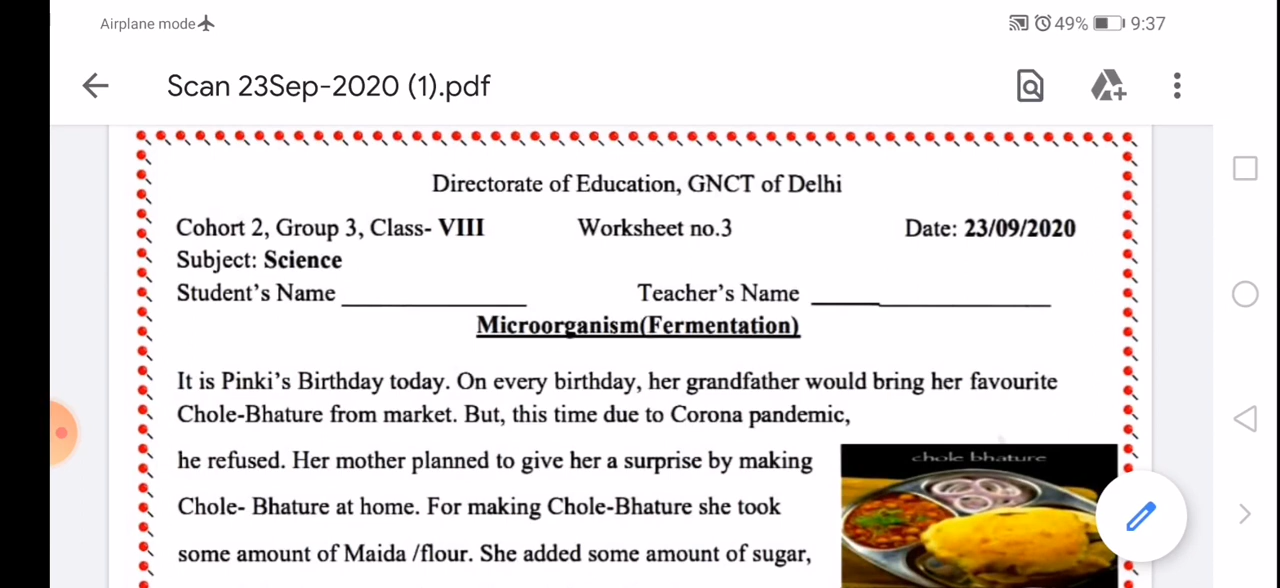 Airplane mode 49% 9:37
Scan 23Sep-2020 (1).pdf
Directorate of Education, GNCT of Delhi
Cohort 2, Group 3, Class- VIII Worksheet no.3 Date: 23/09/2020
Subject: Science
Student's Name Teacher's Name
Microorganism(Fermentation)
It is Pinki's Birthday today. On every birthday, her grandfather would bring her favourite
Chole-Bhature from market. But, this time due to Corona pandemic,
he refused. Her mother planned to give her a surprise by making
chole bhature
Chole- Bhature at home. For making Chole-Bhature she took
some amount of Maida /flour. She added some amount of sugar,